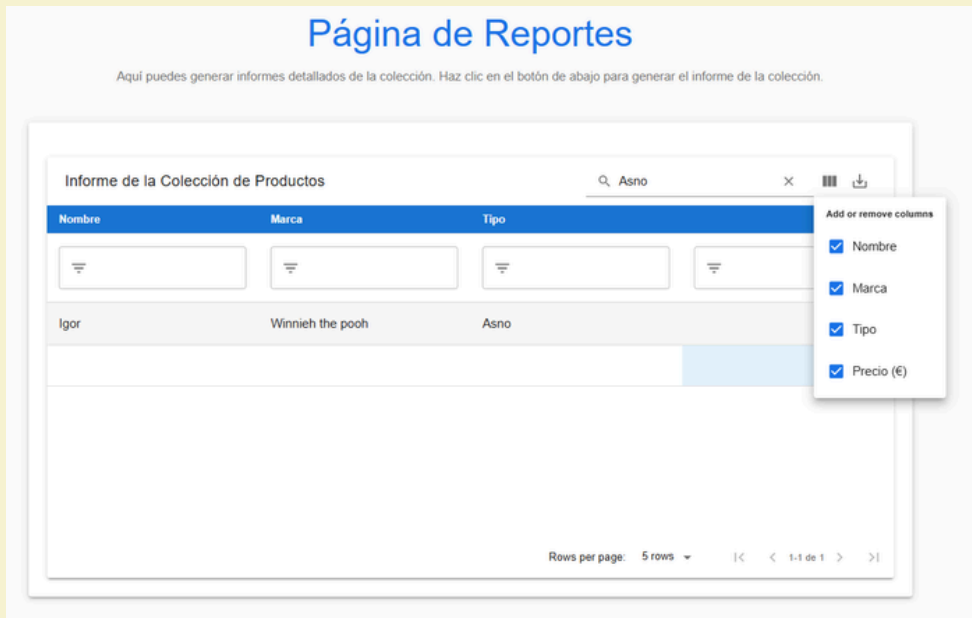 Página de Reportes
Aquí puedes generar informes detallados de la colección. Haz clic en el botón de abajo para generar el informe de la colección.
Informe de la Colección de Productos
Asno
Add or remove columns
Nombre
Marca
Tipo
Precio (€)
Nombre Marca Tipo
Igor Winnieh the pooh Asno
Rows per page: 5 rows 1-1 de 1